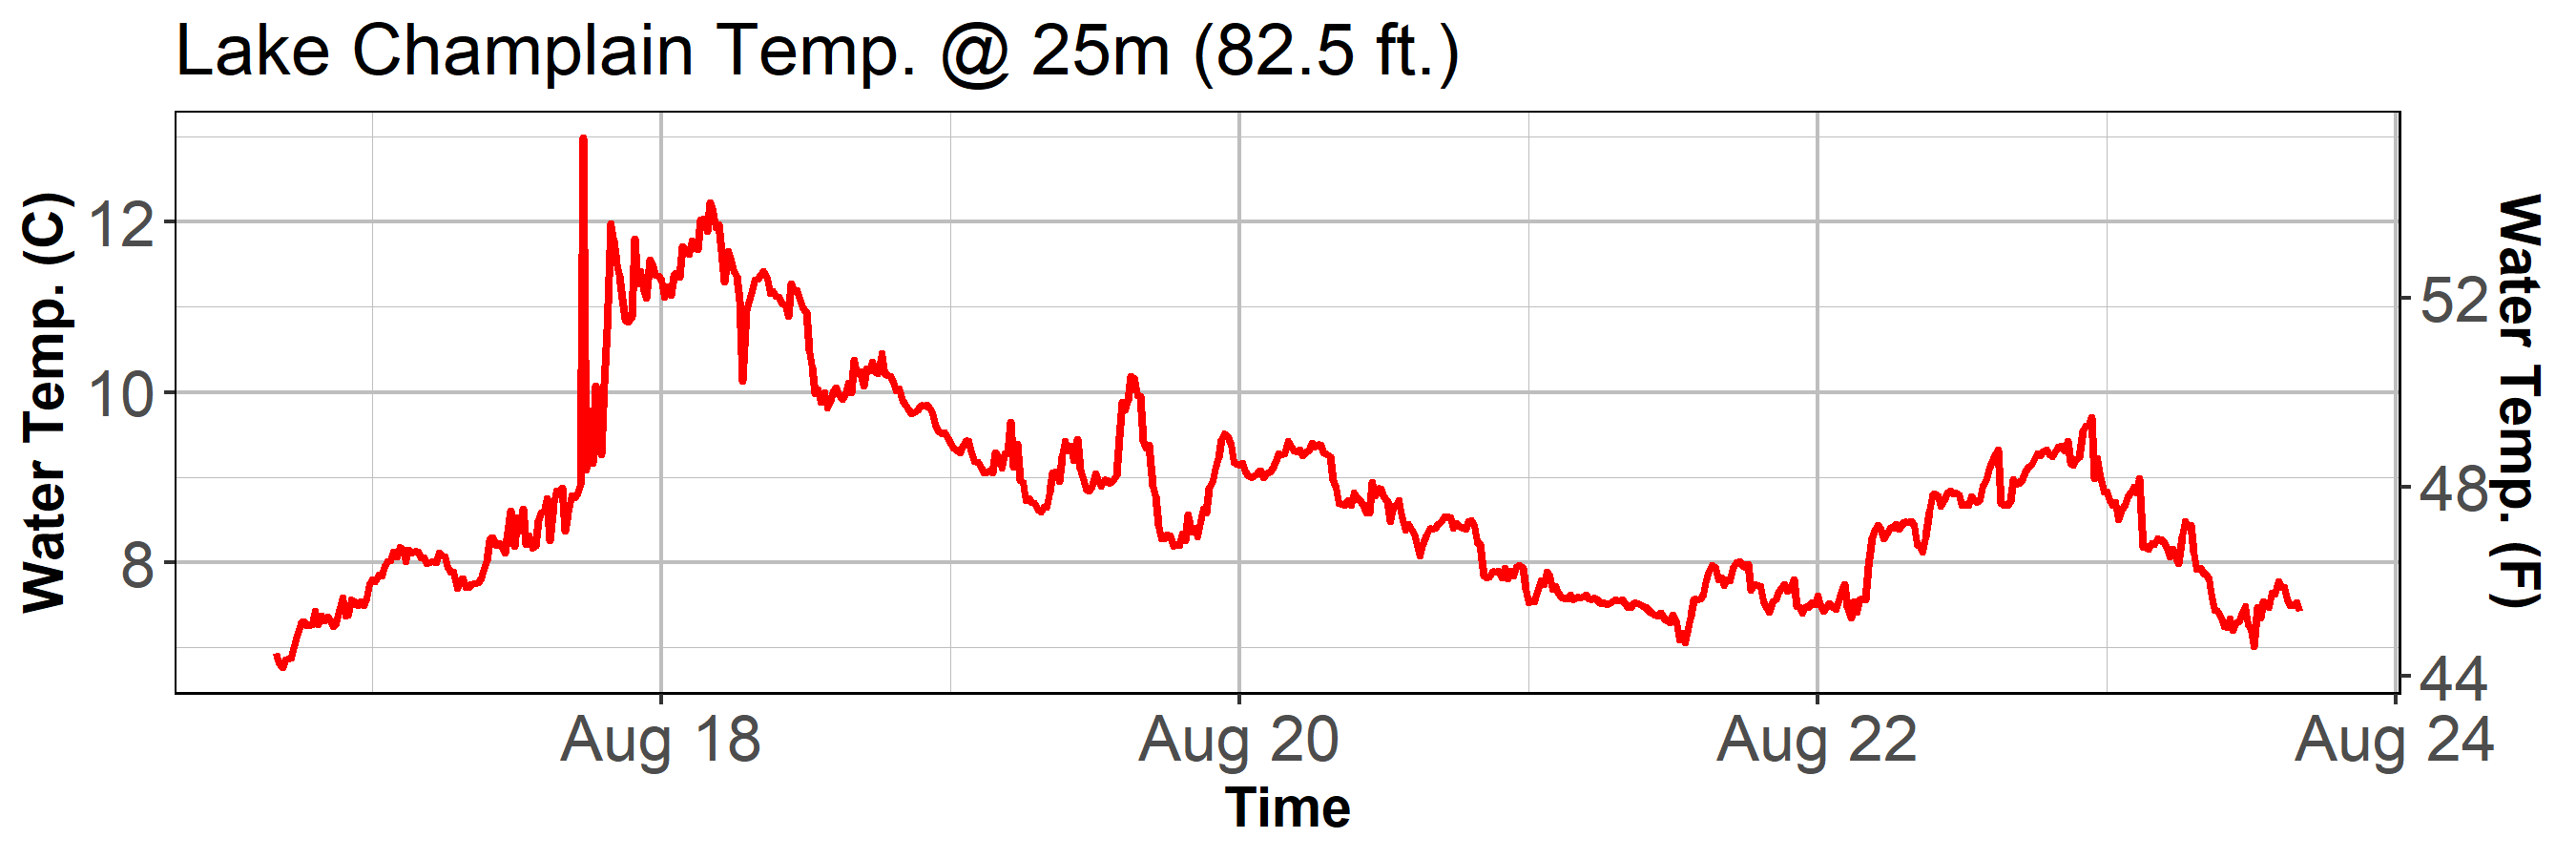 Lake Champlain Temp. @ 25m (82.5 ft.)
Water Temp. (C)
12
10
8
52
48
44
Water Temp. (F)
Aug 18 Aug 20 Aug 22 Aug 24
Time